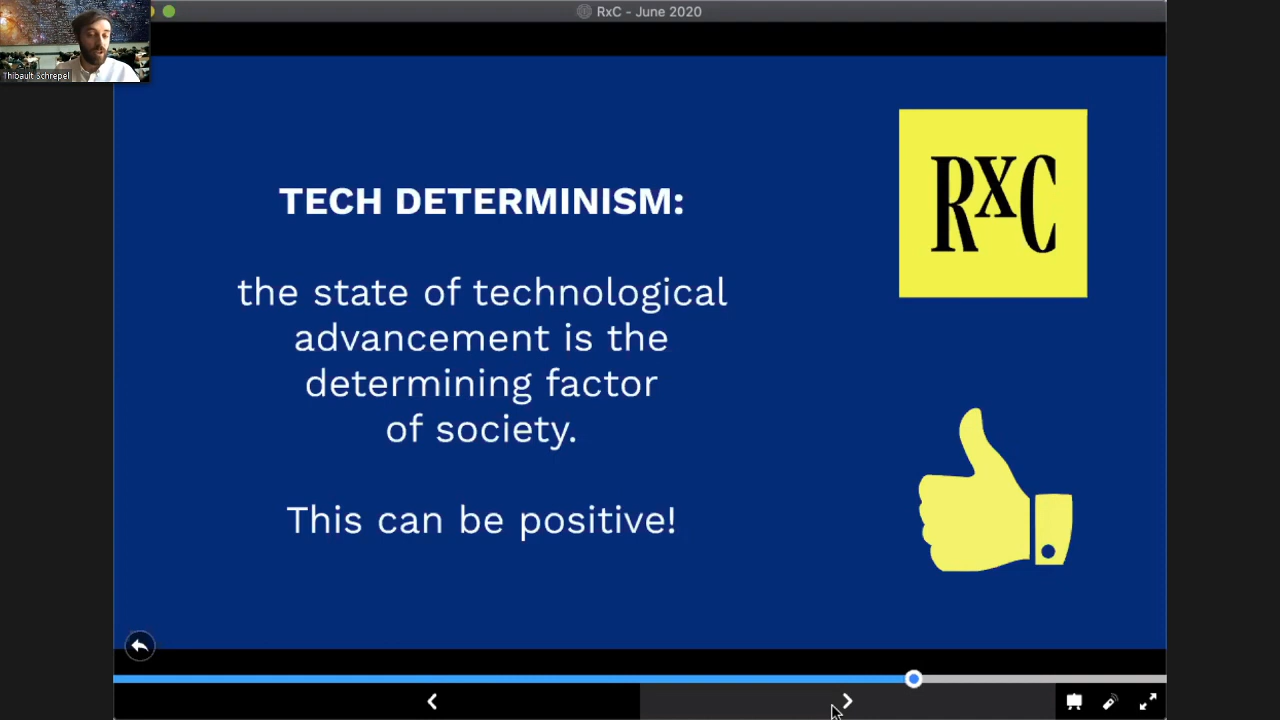 RxC - June 2020
Thibault Schrepel
RxC
TECH DETERMINISM:
the state of technological
advancement is the
determining factor
of society.
This can be positive!